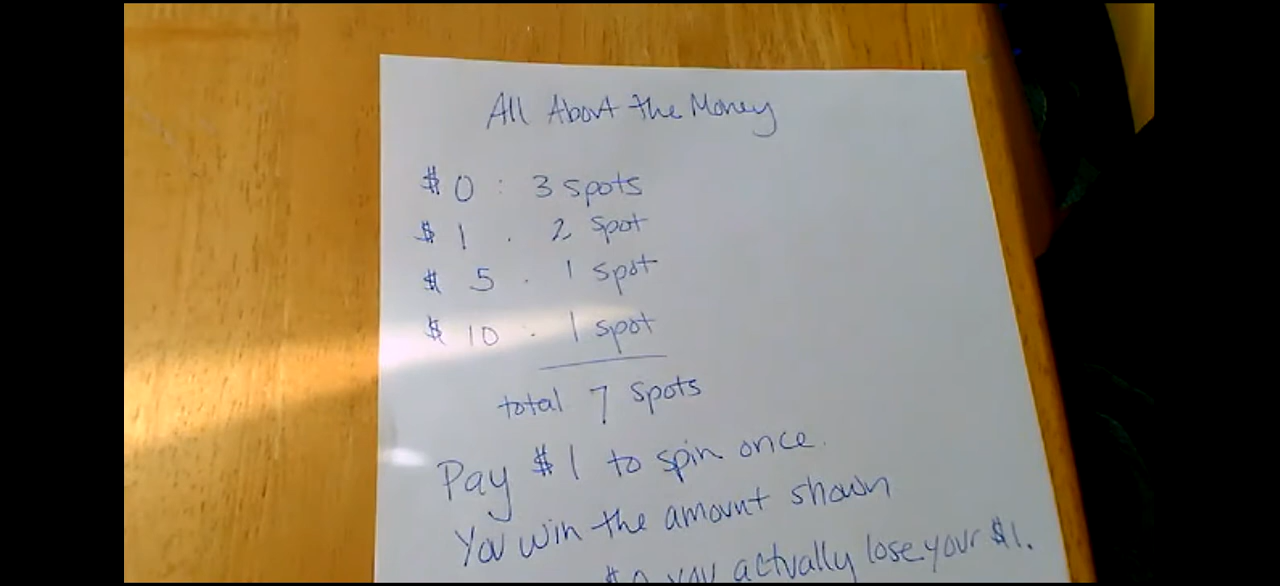 All About the Money
$0 : 3 spots
$1 . 2 spot
$5 . 1 spot
$10 : 1 spot
total 7 spots
Pay $1 to spin once.
You win the amount shown
$0 you actually lose your $1.